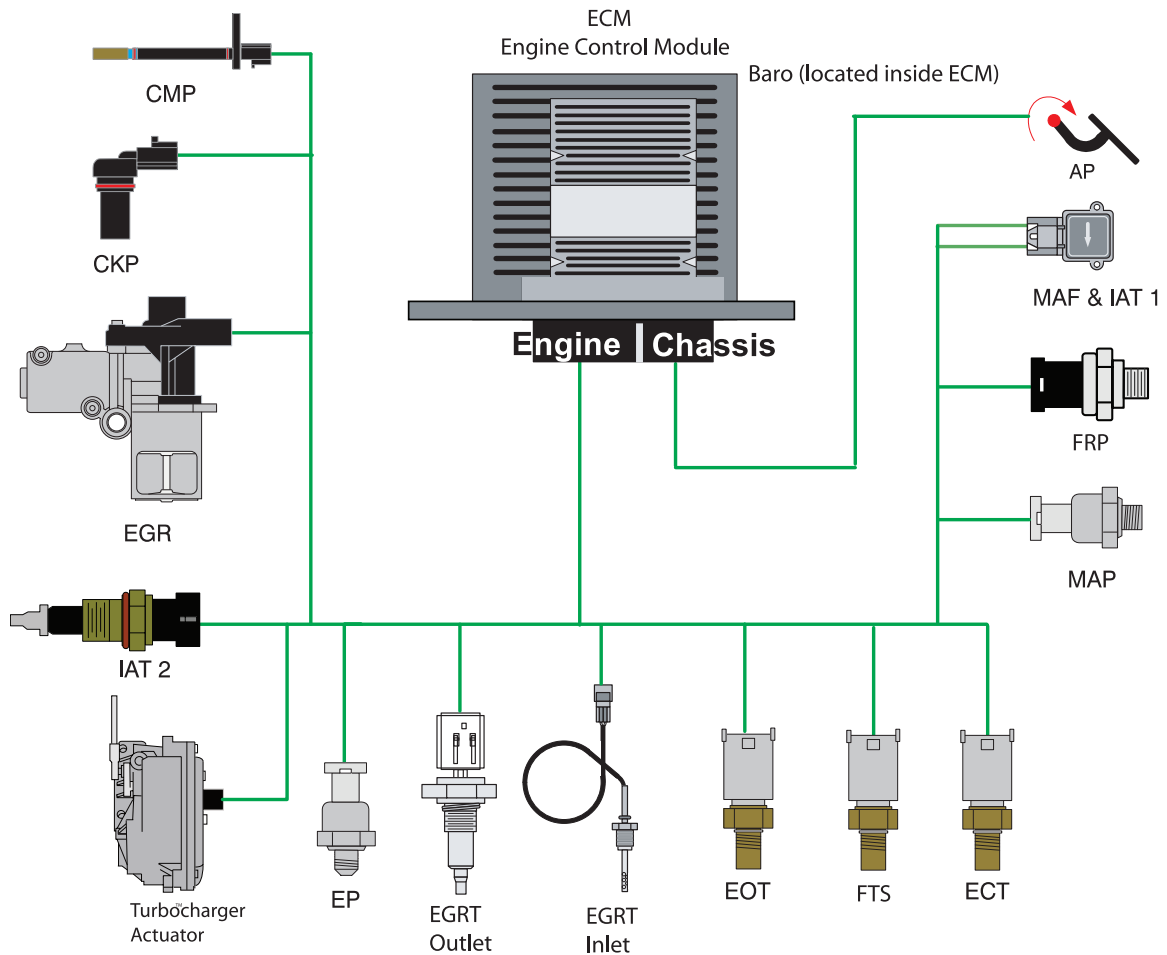 ECM
Engine Control Module
Baro (located inside ECM)
CMP
AP
CKP
MAF & IAT 1
Engine
Chassis
FRP
EGR
MAP
IAT 2
Turbocharger™
Actuator
EP
EGRT
Outlet
EGRT
Inlet
EOT
FTS
ECT